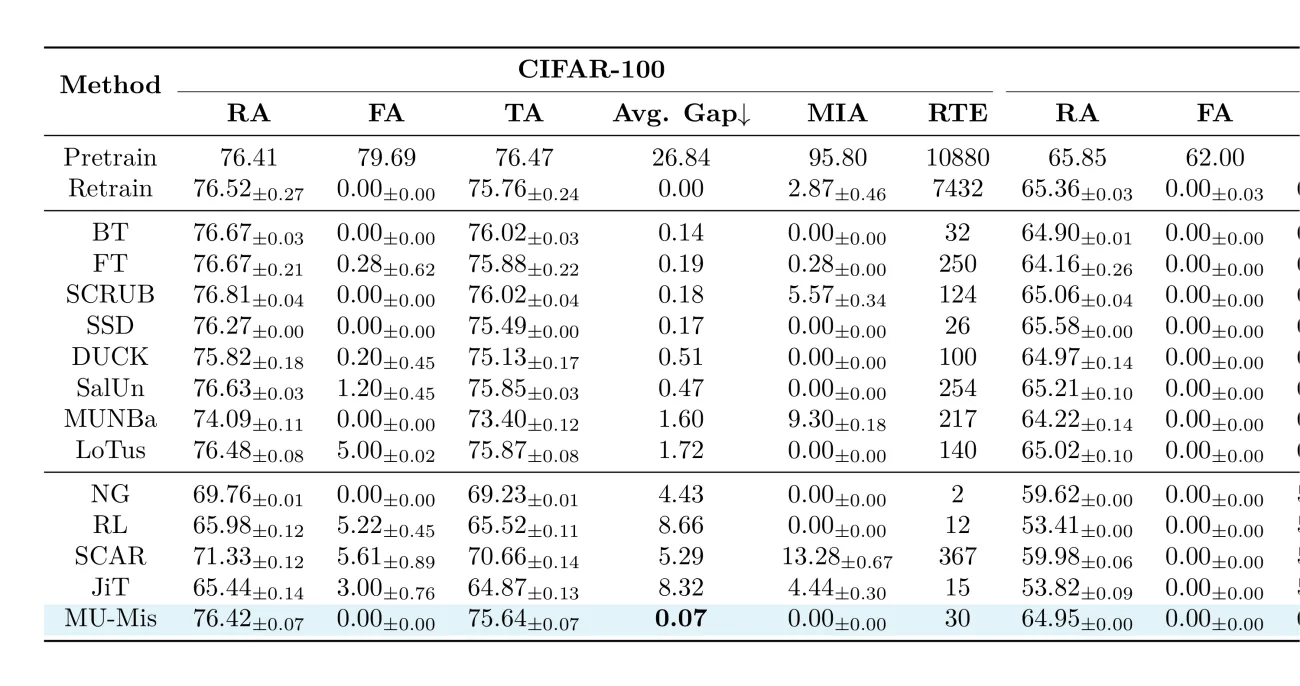 CIFAR-100
Method RA FA TA Avg. Gap↓ MIA RTE RA FA
Pretrain 76.41 79.69 76.47 26.84 95.80 10880 65.85 62.00
Retrain 76.52±0.27 0.00±0.00 75.76±0.24 0.00 2.87±0.46 7432 65.36±0.03 0.00±0.03
BT 76.67±0.03 0.00±0.00 76.02±0.03 0.14 0.00±0.00 32 64.90±0.01 0.00±0.00
FT 76.67±0.21 0.28±0.62 75.88±0.22 0.19 0.28±0.00 250 64.16±0.26 0.00±0.00
SCRUB 76.81±0.04 0.00±0.00 76.02±0.04 0.18 5.57±0.34 124 65.06±0.04 0.00±0.00
SSD 76.27±0.00 0.00±0.00 75.49±0.00 0.17 0.00±0.00 26 65.58±0.00 0.00±0.00
DUCK 75.82±0.18 0.20±0.45 75.13±0.17 0.51 0.00±0.00 100 64.97±0.14 0.00±0.00
SalUn 76.63±0.03 1.20±0.45 75.85±0.03 0.47 0.00±0.00 254 65.21±0.10 0.00±0.00
MUNBa 74.09±0.11 0.00±0.00 73.40±0.12 1.60 9.30±0.18 217 64.22±0.14 0.00±0.00
LoTus 76.48±0.08 5.00±0.02 75.87±0.08 1.72 0.00±0.00 140 65.02±0.10 0.00±0.00
NG 69.76±0.01 0.00±0.00 69.23±0.01 4.43 0.00±0.00 2 59.62±0.00 0.00±0.00
RL 65.98±0.12 5.22±0.45 65.52±0.11 8.66 0.00±0.00 12 53.41±0.00 0.00±0.00
SCAR 71.33±0.12 5.61±0.89 70.66±0.14 5.29 13.28±0.67 367 59.98±0.06 0.00±0.00
JiT 65.44±0.14 3.00±0.76 64.87±0.13 8.32 4.44±0.30 15 53.82±0.09 0.00±0.00
MU-Mis 76.42±0.07 0.00±0.00 75.64±0.07 0.07 0.00±0.00 30 64.95±0.00 0.00±0.00